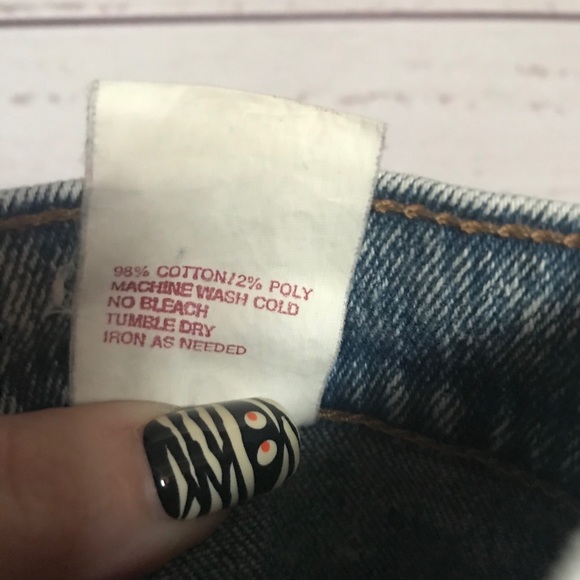 98% COTTON/2% POLY
MACHINE WASH COLD
NO BLEACH
TUMBLE DRY
IRON AS NEEDED